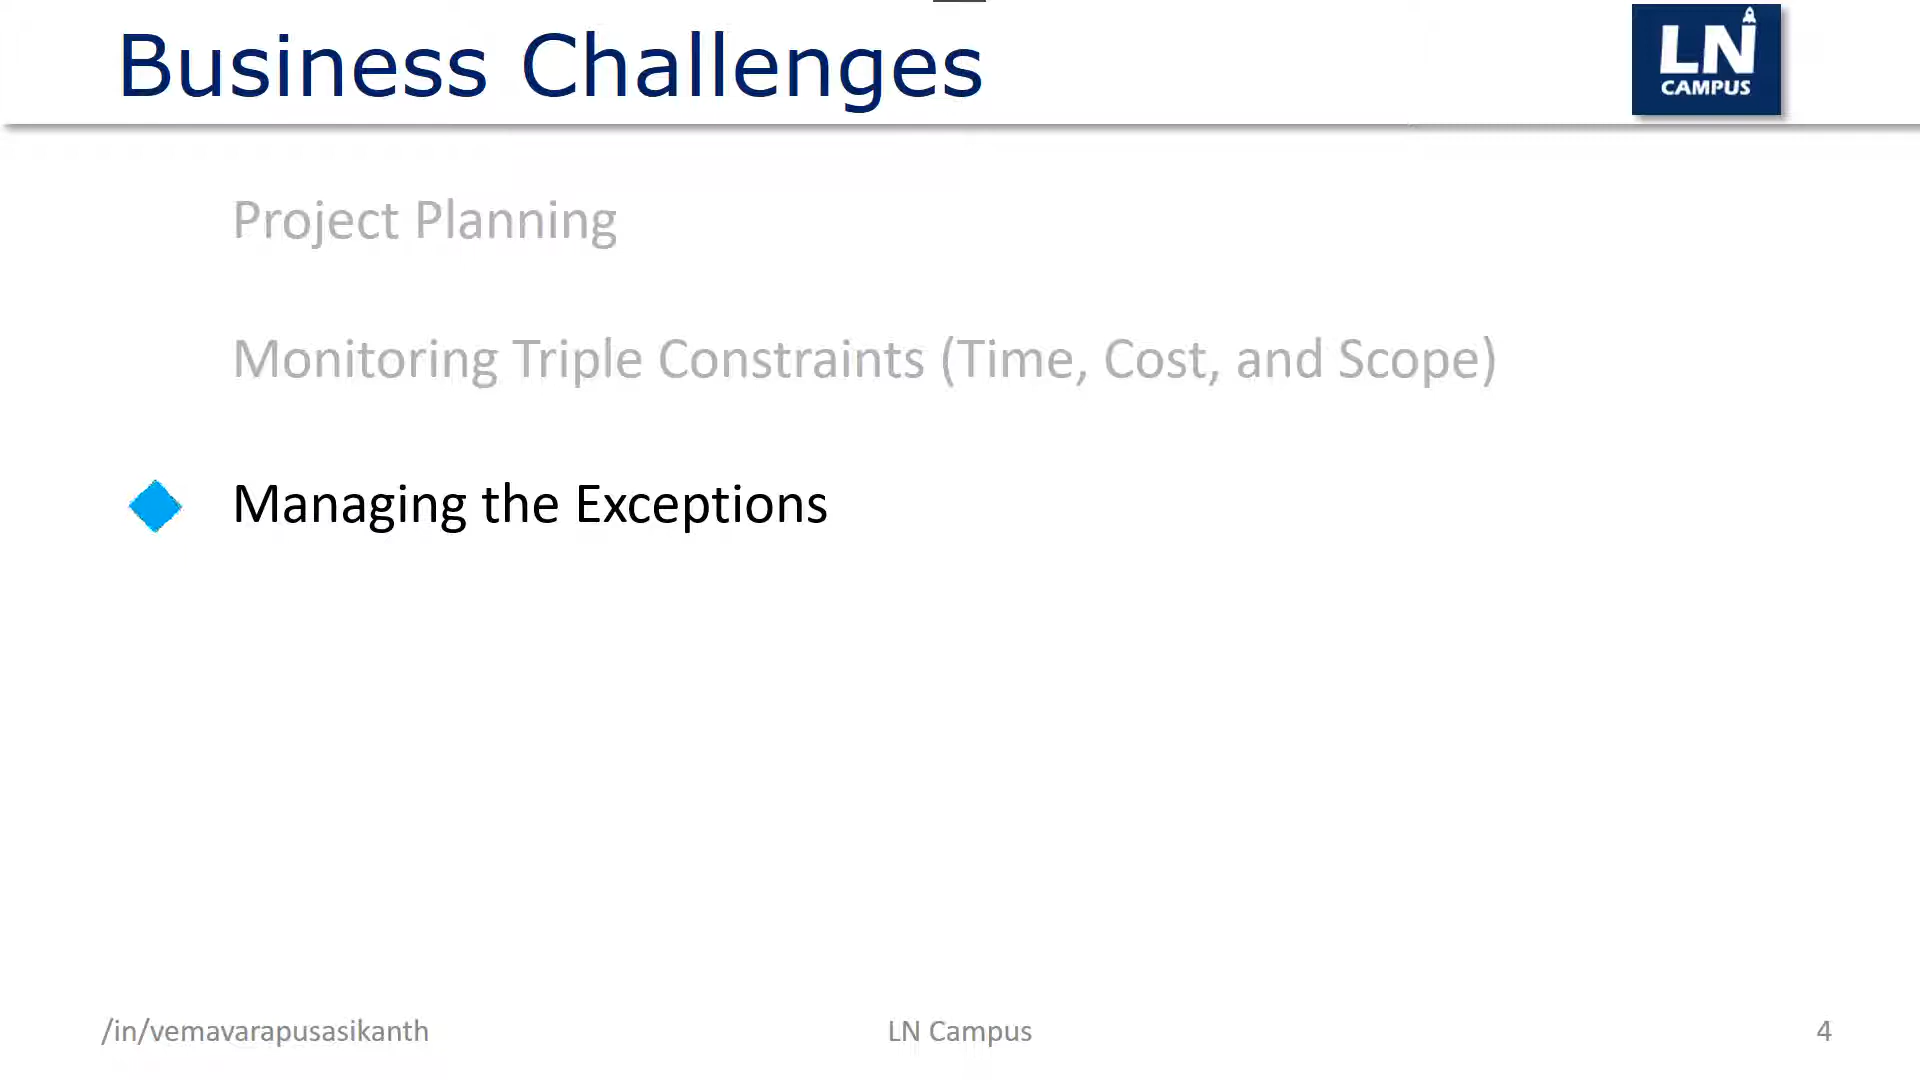 Business Challenges
LN
CAMPUS
Project Planning
Monitoring Triple Constraints (Time, Cost, and Scope)
Managing the Exceptions
/in/vemavarapusasikanth
LN Campus
4